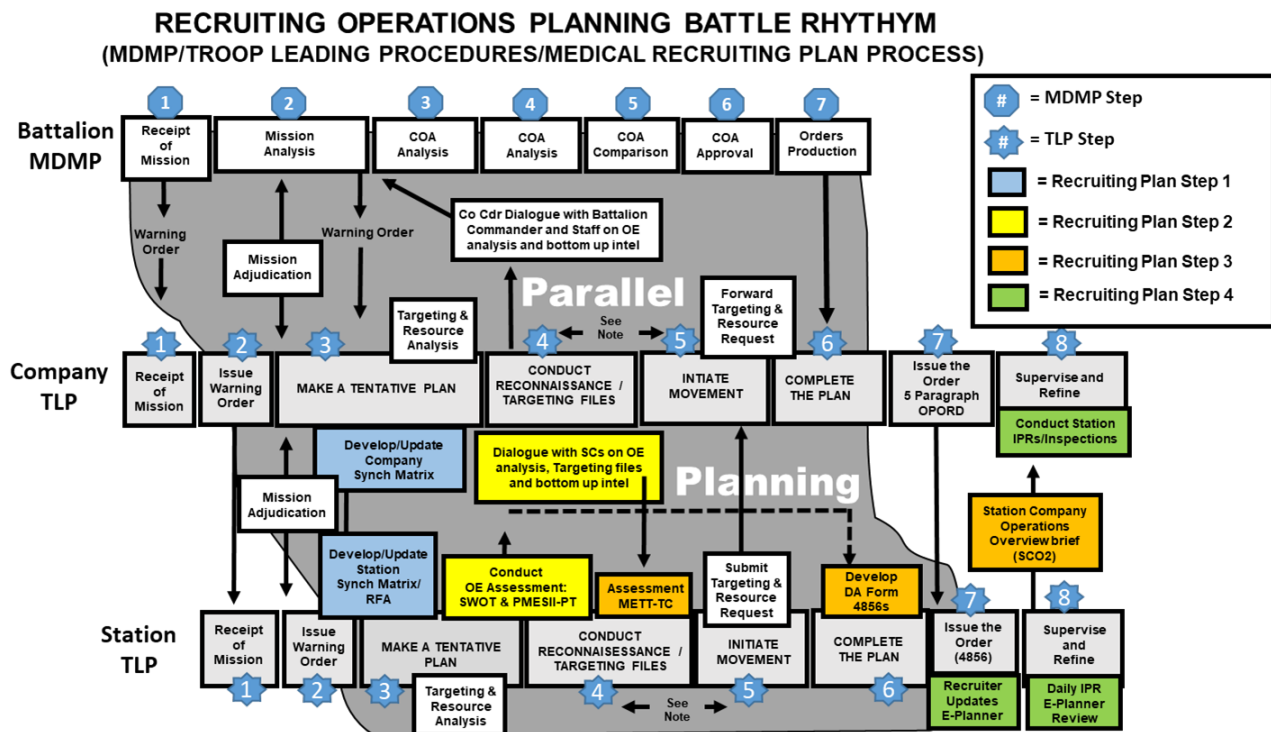 RECRUITING OPERATIONS PLANNING BATTLE RHYTHYM
(MDMP/TROOP LEADING PROCEDURES/MEDICAL RECRUITING PLAN PROCESS)
# = MDMP Step
# = TLP Step
= Recruiting Plan Step 1
= Recruiting Plan Step 2
= Recruiting Plan Step 3
= Recruiting Plan Step 4
Battalion
MDMP
1
Receipt
of
Mission
2
Mission
Analysis
3
COA
Analysis
4
COA
Analysis
5
COA
Comparison
6
COA
Approval
7
Orders
Production
Warning
Order
Mission
Adjudication
Warning Order
Co Cdr Dialogue with Battalion
Commander and Staff on OE
analysis and bottom up intel
Parallel
Targeting &
Resource
Analysis
See
Note
Forward
Targeting &
Resource
Request
Company
TLP
1
Receipt
of
Mission
2
Issue
Warning
Order
3
MAKE A TENTATIVE PLAN
4
CONDUCT
RECONNAISSANCE /
TARGETING FILES
5
INTIATE
MOVEMENT
6
COMPLETE
THE PLAN
7
Issue the
Order
5 Paragraph
OPORD
8
Supervise and
Refine
Conduct Station
IPRs/Inspections
Develop/Update
Company
Synch Matrix
Dialogue with SCs on OE
analysis, Targeting files
and bottom up intel
Planning
Mission
Adjudication
Develop/Update
Station
Synch Matrix/
RFA
Conduct
OE Assessment:
SWOT & PMESII-PT
Assessment
METT-TC
Submit
Targeting &
Resource
Request
Develop
DA Form
4856s
Station Company
Operations
Overview brief
(SCO2)
Station
TLP
Receipt
of
Mission
1
Issue
Warning
Order
2
MAKE A TENTATIVE
PLAN
3
Targeting &
Resource
Analysis
CONDUCT
RECONNAISESSANCE /
TARGETING FILES
4
See
Note
INITIATE
MOVEMENT
5
COMPLETE
THE PLAN
6
7
Issue the
Order
(4856)
Recruiter
Updates
E-Planner
8
Supervise
and
Refine
Daily IPR
E-Planner
Review